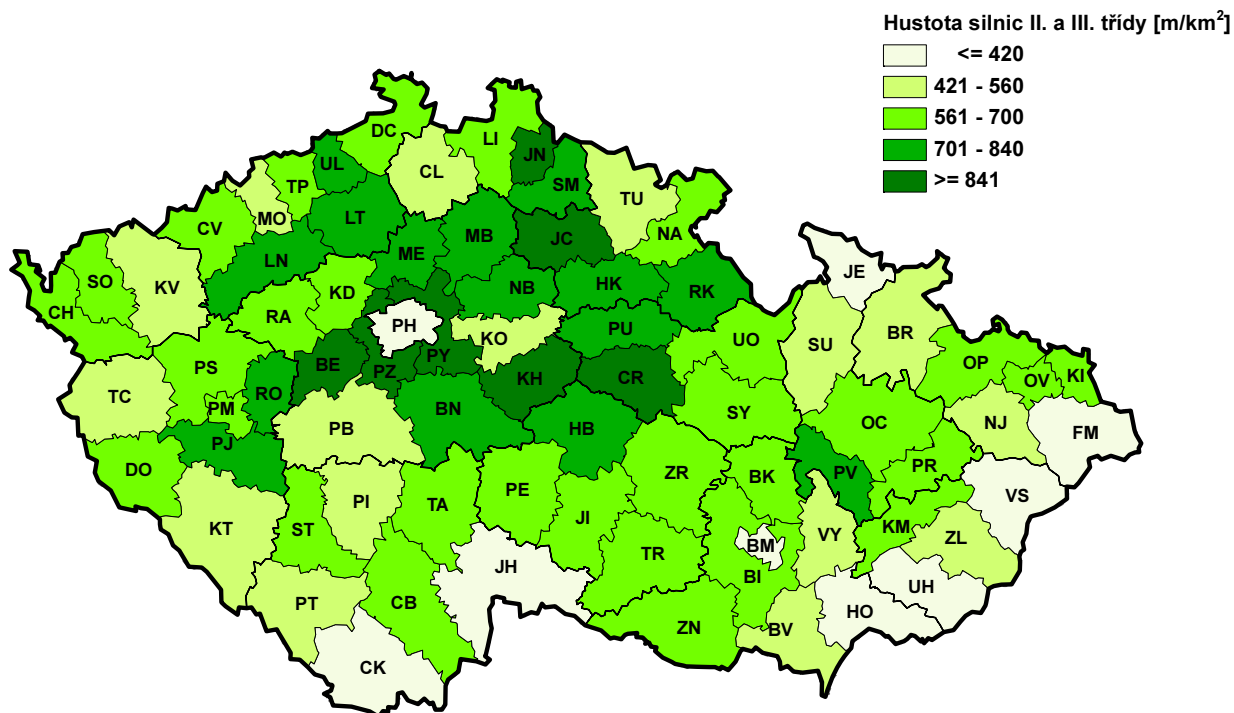 Hustota silnic II. a III. třídy [m/km²]
<= 420
421 - 560
561 - 700
701 - 840
>= 841
DC
LI
JN
UL
CL
SM
TP
TU
MO
LT
CV
MB
JC
NA
ME
LN
SO
KV
KD
NB
HK
RK
JE
CH
RA
PH
KO
PU
UO
SU
BR
PS
BE
PZ
PY
KH
CR
OP
OV
KI
TC
RO
PM
BN
SY
PB
HB
OC
NJ
FM
PJ
DO
ZR
BK
PV
PR
VS
KT
PI
TA
PE
JI
ST
KM
VY
ZL
BM
TR
JH
BI
UH
PT
CB
HO
ZN
BV
CK